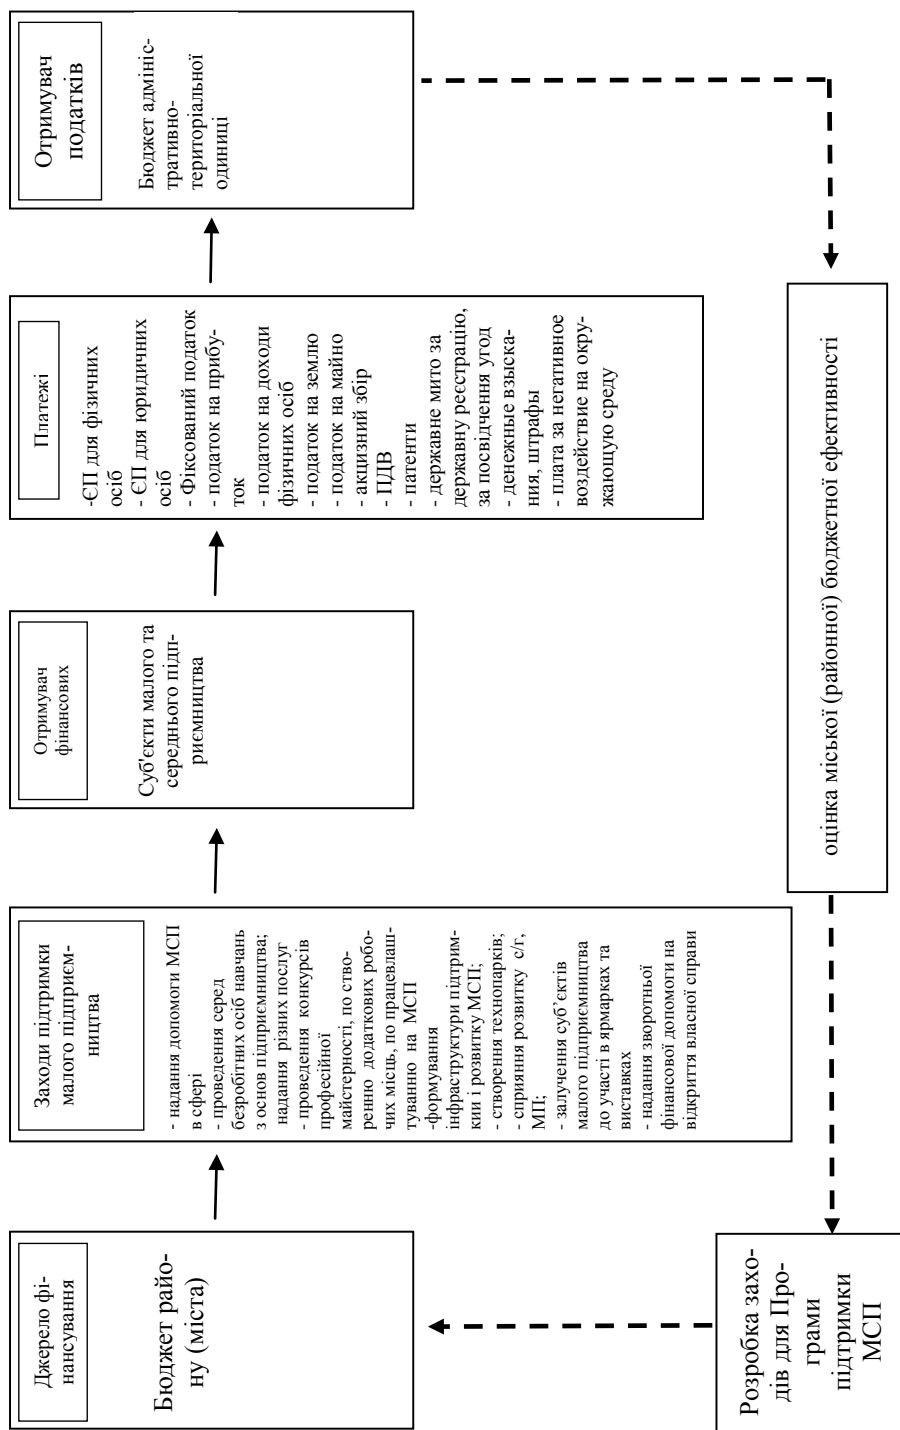 Джерело фі-
нансування
Бюджет райо-
ну (міста)
Заходи підтримки
малого підприєм-
ництва
- надання допомоги МСП
в сфері
- проведення серед
безробітних осіб навчань
з основ підприємництва;
надання різних послуг
- проведення конкурсів
професійної
майстерності, по ство-
ренню додаткових робо-
чих місць, по працевлаш-
туванню на МСП
-формування
інфраструктури підтрим-
кии і розвитку МСП;
- створення технопарків;
- сприяння розвитку с/г,
МП;
- залучення суб’єктів
малого підприємництва
до участі в ярмарках та
виставках
- надання зворотньої
фінансової допомоги на
відкриття власної справи
Отримувач
фінансових
Суб'єкти малого та
середнього підп-
риємництва
Платежі
-ЄП для фізичних
осіб
- ЄП для юридичних
осіб
- Фіксований податок
- податок на прибу-
ток
- податок на доходи
фізичних осіб
- податок на землю
- податок на майно
- акцизний збір
- ПДВ
- патенти
- державне мито за
державну реєстрацію,
за посвідчення угод
- денежные взыска-
ния, штрафы
- плата за негативное
воздействие на окру-
жающую среду
Отримувач
податків
Бюджет адмініс-
тративно-
територіальної
одиниці
оцінка міської (районної) бюджетної ефективності
Розробка захо-
дів для Про-
грами
підтримки
МСП